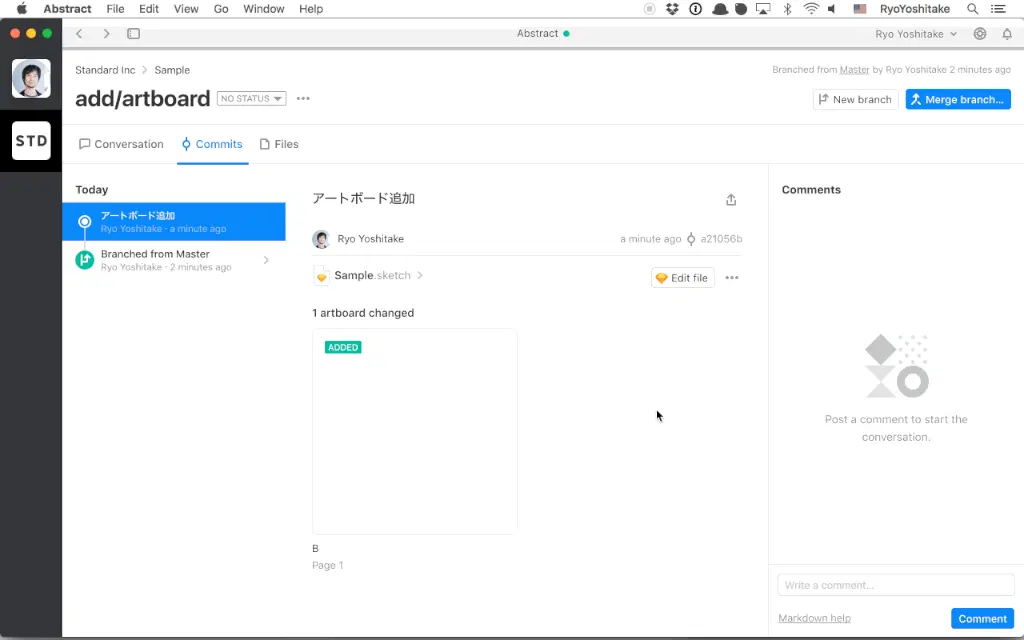 Abstract File Edit View Go Window Help RyoYoshitake
Abstract Ryo Yoshitake
Standard Inc Sample
Branched from Master by Ryo Yoshitake 2 minutes ago
add/artboard NO STATUS
New branch Merge branch...
Conversation Commits Files
STD
Today
アートボード追加
Ryo Yoshitake · a minute ago
Branched from Master
Ryo Yoshitake · 2 minutes ago
アートボード追加
Ryo Yoshitake a minute ago a21056b
Sample.sketch Edit file
1 artboard changed
ADDED
B
Page 1
Comments
Post a comment to start the
conversation.
Write a comment...
Markdown help Comment